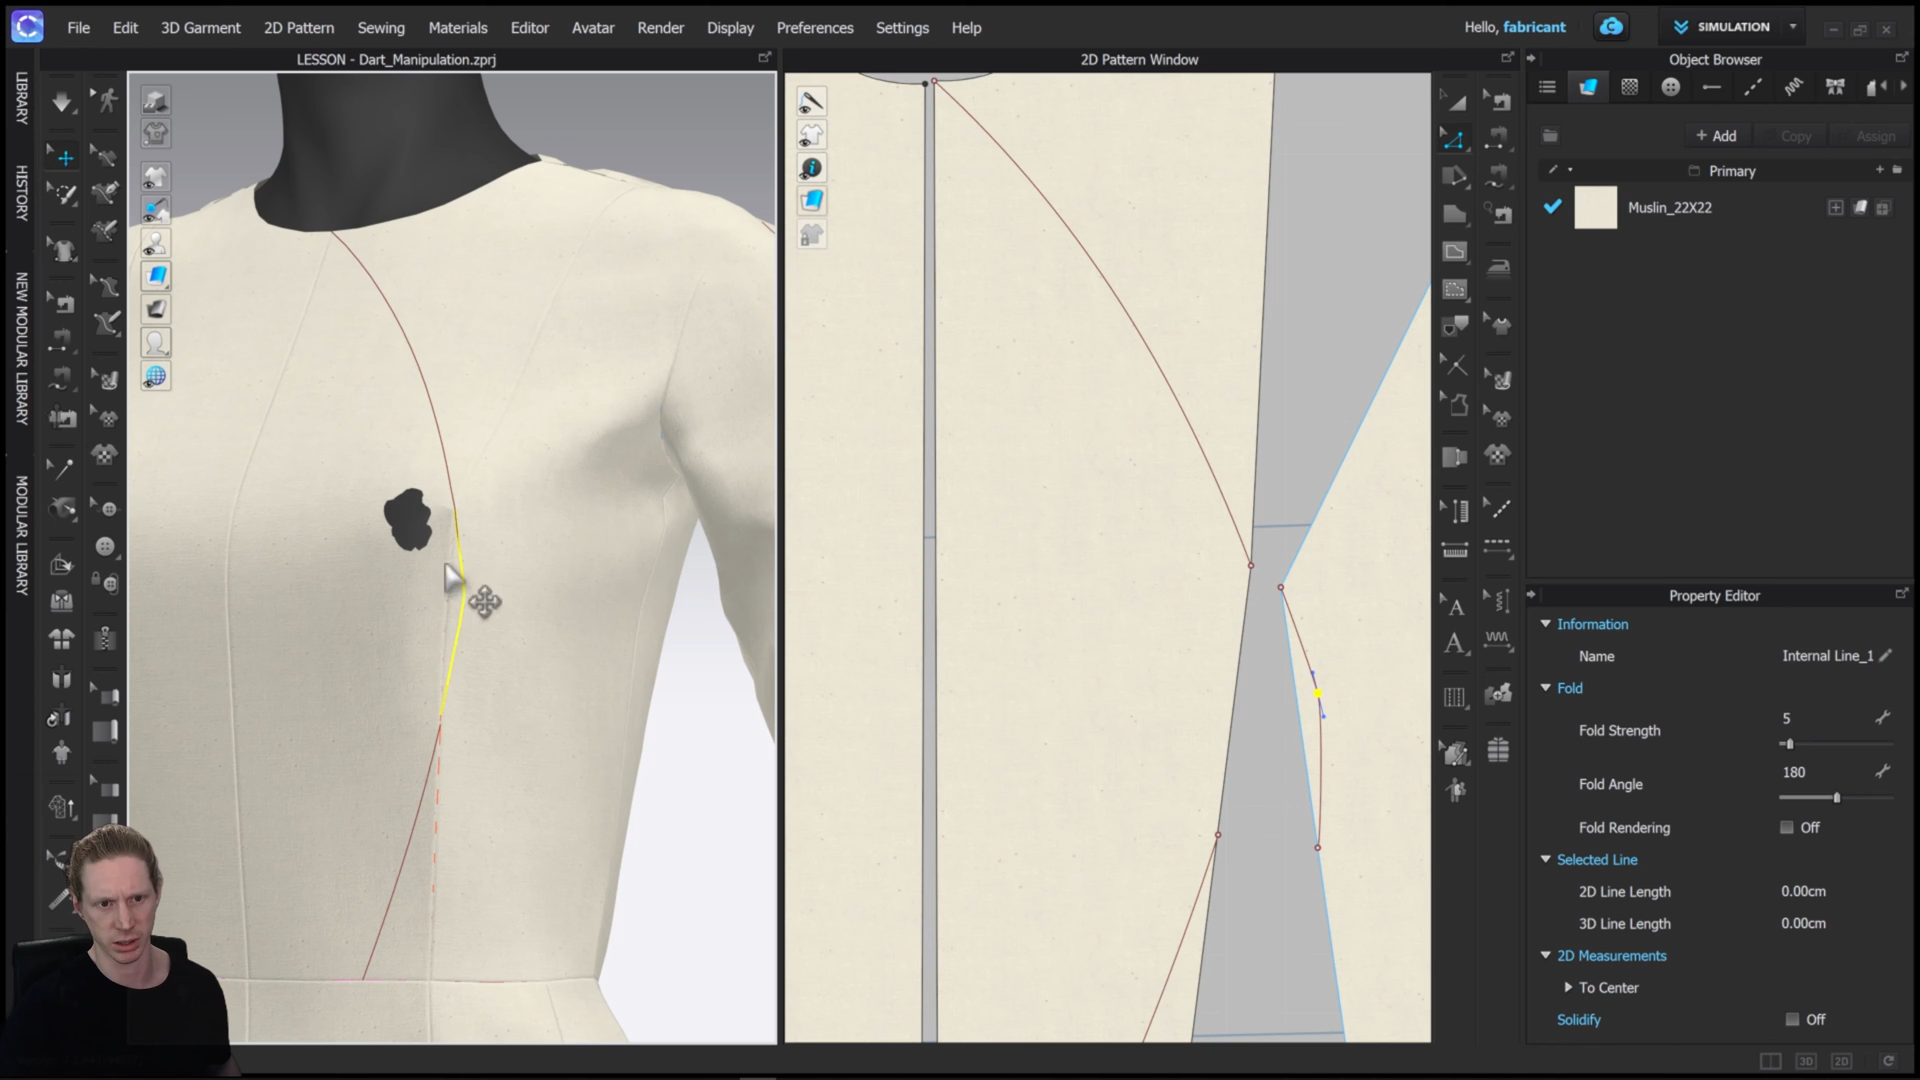 File Edit 3D Garment 2D Pattern Sewing Materials Editor Avatar Render Display Preferences Settings Help
Hello, fabricant
SIMULATION
LESSON - Dart_Manipulation.zprj
2D Pattern Window
Object Browser
LIBRARY
HISTORY
NEW MODULAR LIBRARY
MODULAR LIBRARY
+ Add Copy Assign
Primary
Muslin_22X22
Property Editor
Information
Name Internal Line_1
Fold
Fold Strength 5
Fold Angle 180
Fold Rendering Off
Selected Line
2D Line Length 0.00cm
3D Line Length 0.00cm
2D Measurements
To Center
Solidify Off
3D 2D